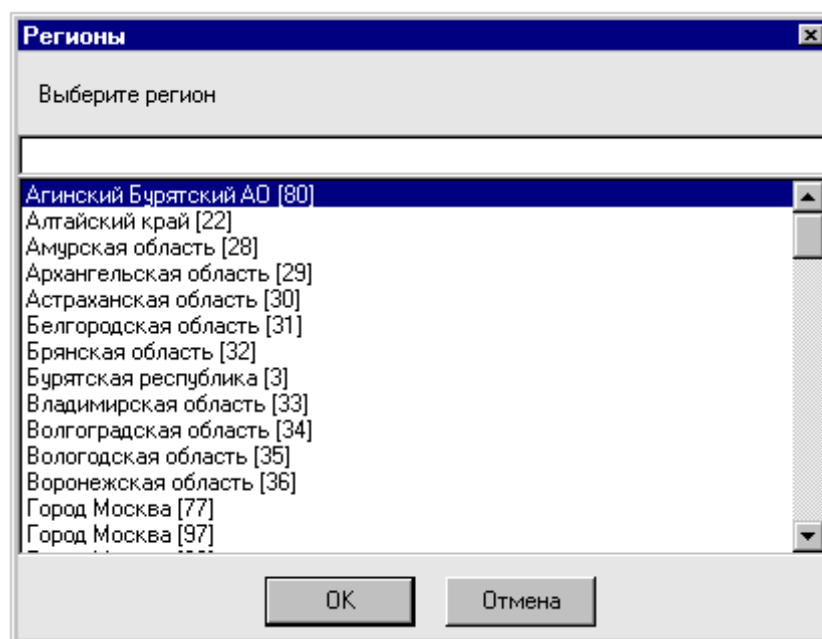 Регионы
Выберите регион
Агинский Бурятский АО [80]
Алтайский край [22]
Амурская область [28]
Архангельская область [29]
Астраханская область [30]
Белгородская область [31]
Брянская область [32]
Бурятская республика [3]
Владимирская область [33]
Волгоградская область [34]
Вологодская область [35]
Воронежская область [36]
Город Москва [77]
Город Москва [97]
OK
Отмена